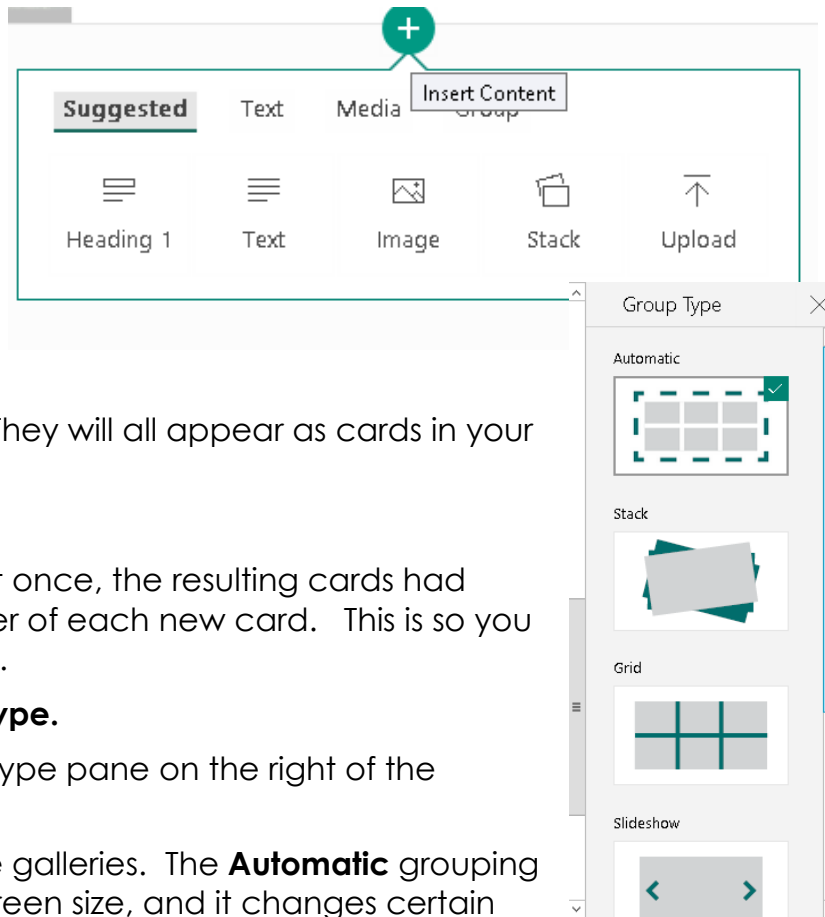 +
Insert Content
Suggested Text Media Group
Heading 1 Text Image Stack Upload
Group Type
Automatic
Stack
Grid
Slideshow
They will all appear as cards in your
once, the resulting cards had
er of each new card. This is so you
ype.
ype pane on the right of the
galleries. The Automatic grouping
reen size, and it changes certain